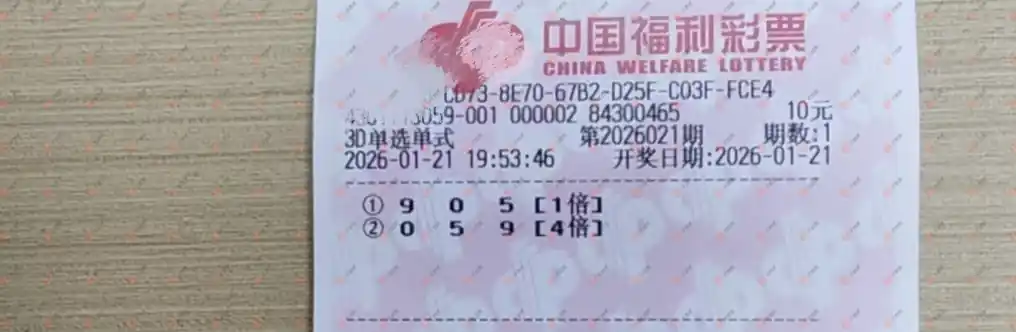 中国福利彩票
CHINA WELFARE LOTTERY
CD73-8E70-67B2-D25F-C03F-FCE4
059-001 000002 84300465 10元
3D单选单式 第2026021期 期数:1
2026-01-21 19:53:46 开奖日期:2026-01-21
① 9 0 5 [1倍]
② 0 5 9 [4倍]